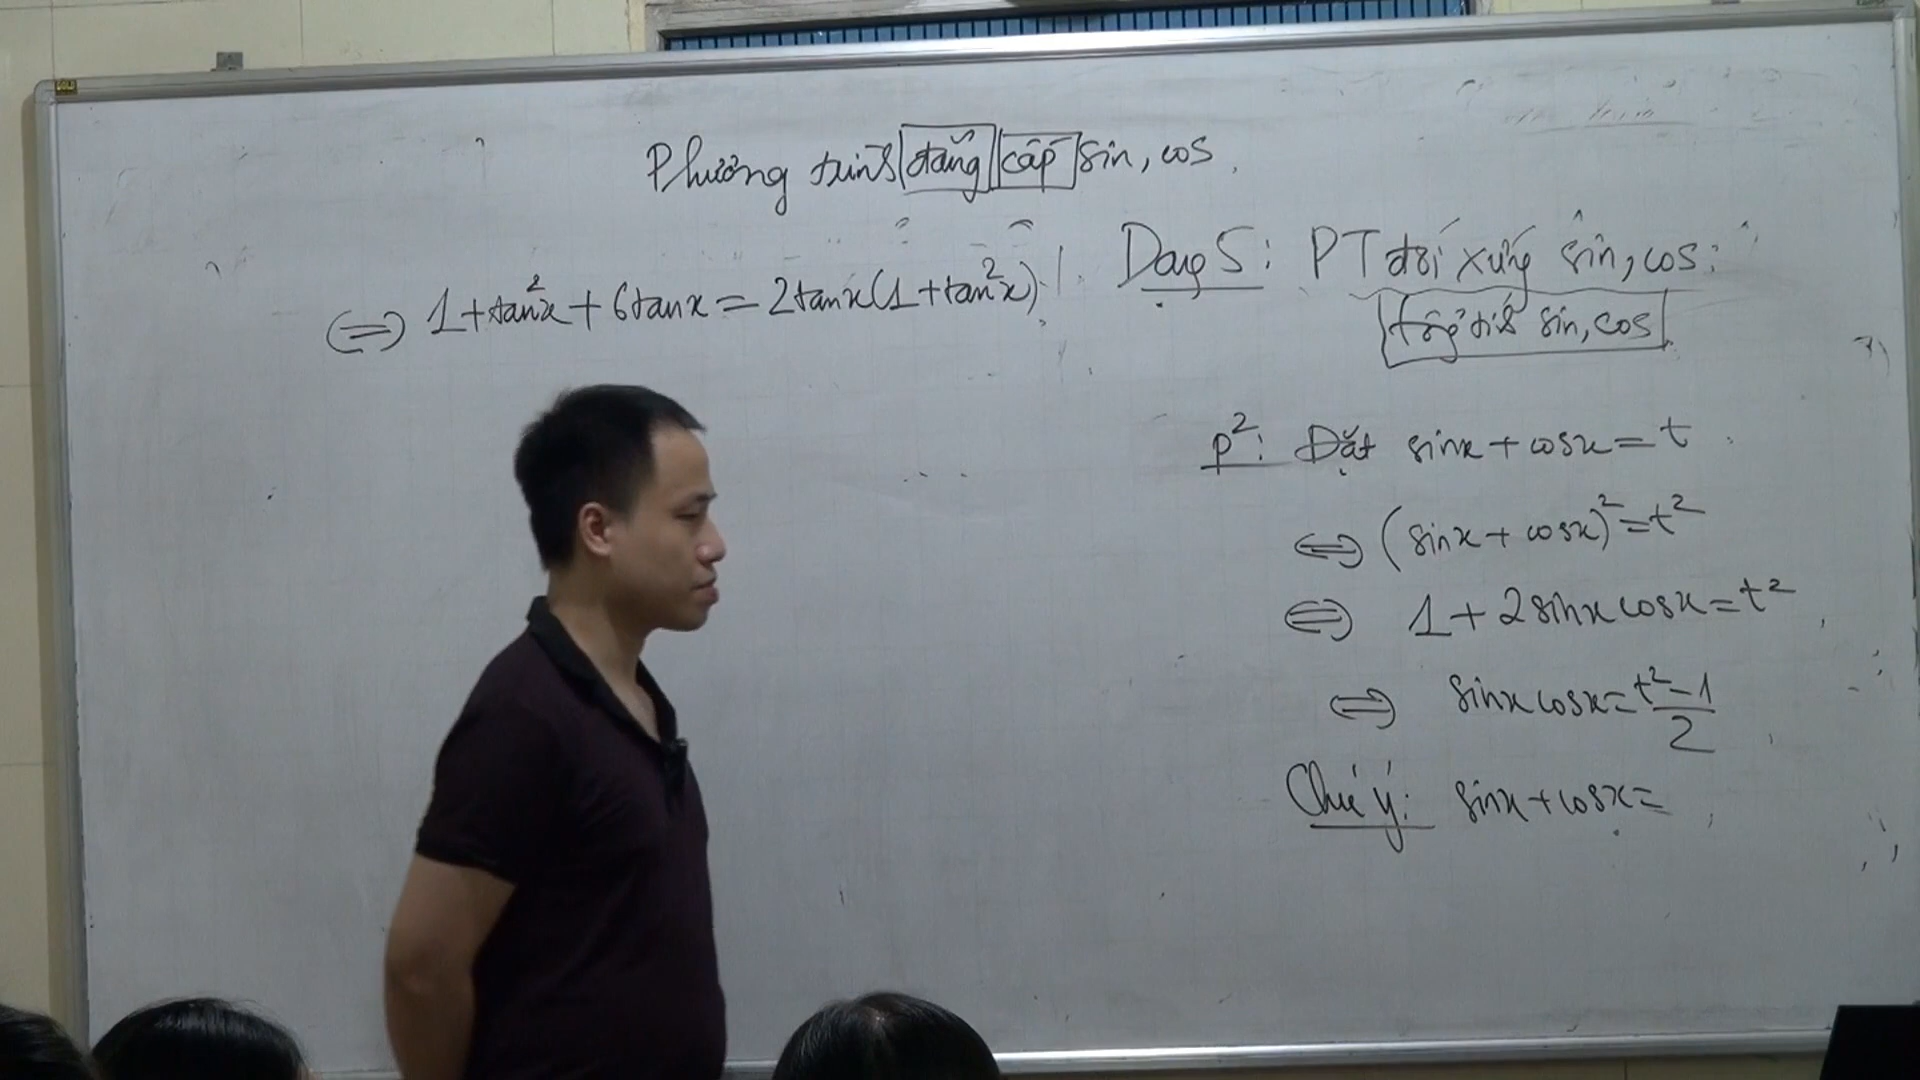 Phương trình đẳng cấp sin, cos.
⇔ 1 + tan²x + 6tanx = 2tanx(1 + tan²x).
Dạng 5: PT đối xứng sin, cos:
tổng tích sin, cos
P²: Đặt sinx + cosx = t
⇔ (sinx + cosx)² = t²
⇔ 1 + 2sinxcosx = t²
⇔ sinxcosx = t²-1/2
Chú ý: sinx + cosx =